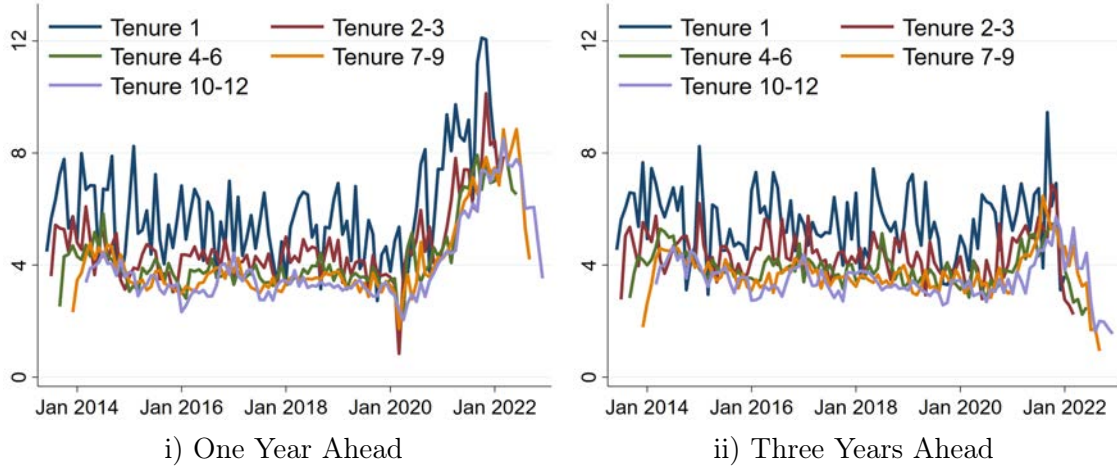 Tenure 1 Tenure 2-3
Tenure 4-6 Tenure 7-9
Tenure 10-12
12
8
4
0
Jan 2014 Jan 2016 Jan 2018 Jan 2020 Jan 2022
i) One Year Ahead
Tenure 1 Tenure 2-3
Tenure 4-6 Tenure 7-9
Tenure 10-12
12
8
4
0
Jan 2014 Jan 2016 Jan 2018 Jan 2020 Jan 2022
ii) Three Years Ahead